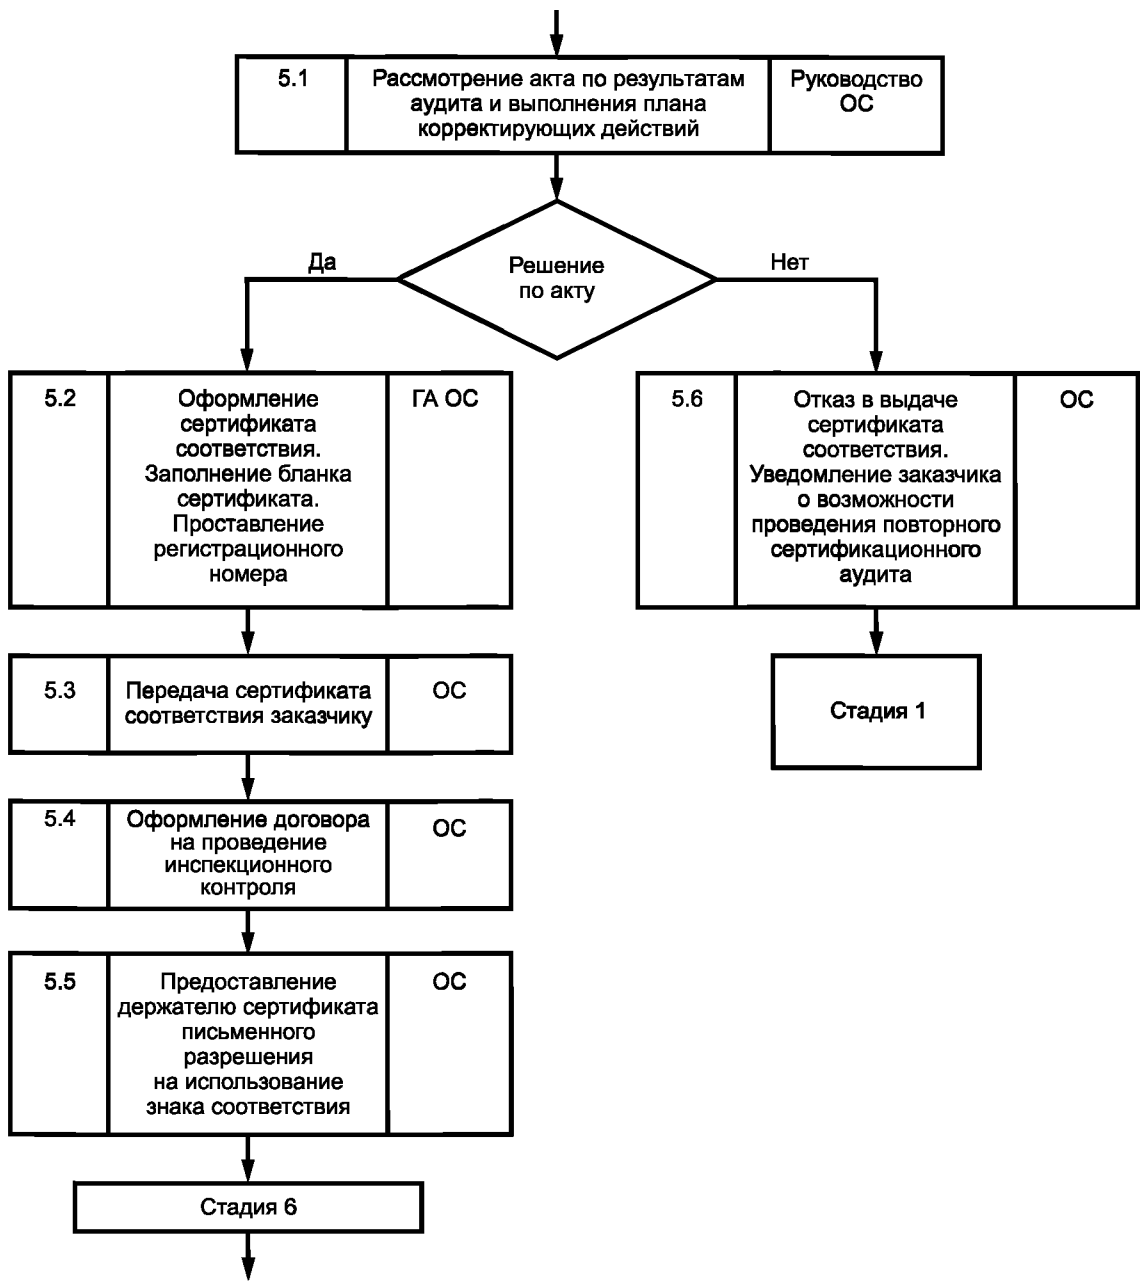 5.1
Рассмотрение акта по результатам
аудита и выполнения плана
корректирующих действий
Руководство
ОС
Решение
по акту
Да
Нет
5.2
Оформление
сертификата
соответствия.
Заполнение бланка
сертификата.
Проставление
регистрационного
номера
ГА ОС
5.6
Отказ в выдаче
сертификата
соответствия.
Уведомление заказчика
о возможности
проведения повторного
сертификационного
аудита
ОС
5.3
Передача сертификата
соответствия заказчику
ОС
Стадия 1
5.4
Оформление договора
на проведение
инспекционного
контроля
ОС
5.5
Предоставление
держателю сертификата
письменного
разрешения
на использование
знака соответствия
ОС
Стадия 6